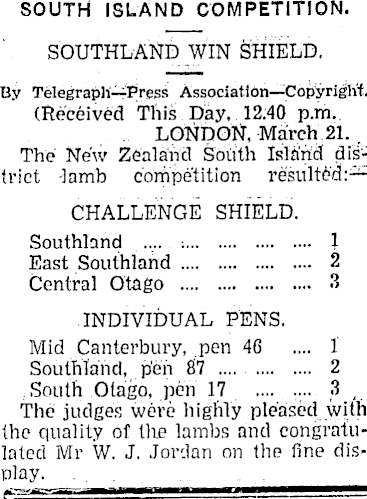 SOUTH ISLAND COMPETITION.
SOUTHLAND WIN SHIELD.
By Telegraph—Press Association—Copyright.
(Received This Day, 12.40 p.m.
LONDON, March 21.
The New Zealand South Island dis-
trict lamb competition resulted:—
CHALLENGE SHIELD.
Southland .... .... .... .... .... 1
East Southland .... .... .... .... 2
Central Otago .... .... .... .... 3
INDIVIDUAL PENS.
Mid Canterbury, pen 46 .... 1
Southland, pen 87 .... .... .... 2
South Otago, pen 17 .... .... 3
The judges were highly pleased with
the quality of the lambs and congratu-
lated Mr W. J. Jordan on the fine dis-
play.